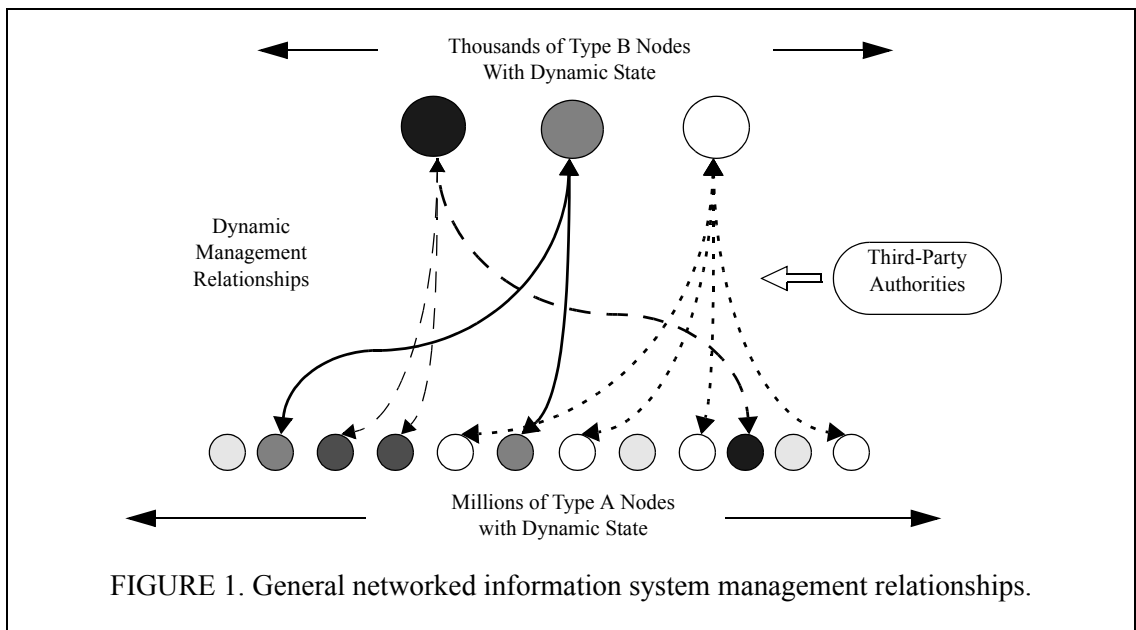 Thousands of Type B Nodes
With Dynamic State
Dynamic
Management
Relationships
Third-Party
Authorities
Millions of Type A Nodes
with Dynamic State
FIGURE 1. General networked information system management relationships.